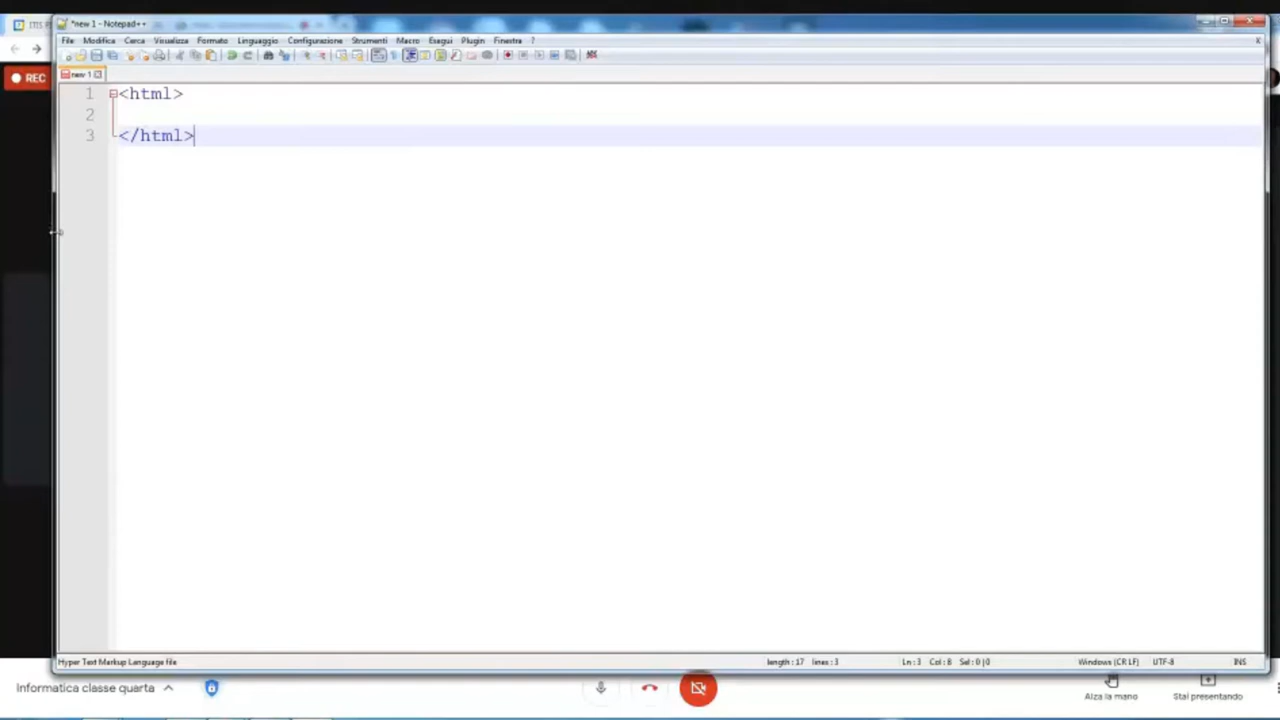 *new 1 - Notepad++
File Modifica Cerca Visualizza Formato Linguaggio Configurazione Strumenti Macro Esegui Plugin Finestra ? X
REC
new 1
1 <html>
2
3 </html>
Hyper Text Markup Language file length : 17 lines : 3 Ln : 3 Col : 8 Sel : 0 | 0 Windows (CR LF) UTF-8 INS
Informatica classe quarta
Alza la mano
Stai presentando